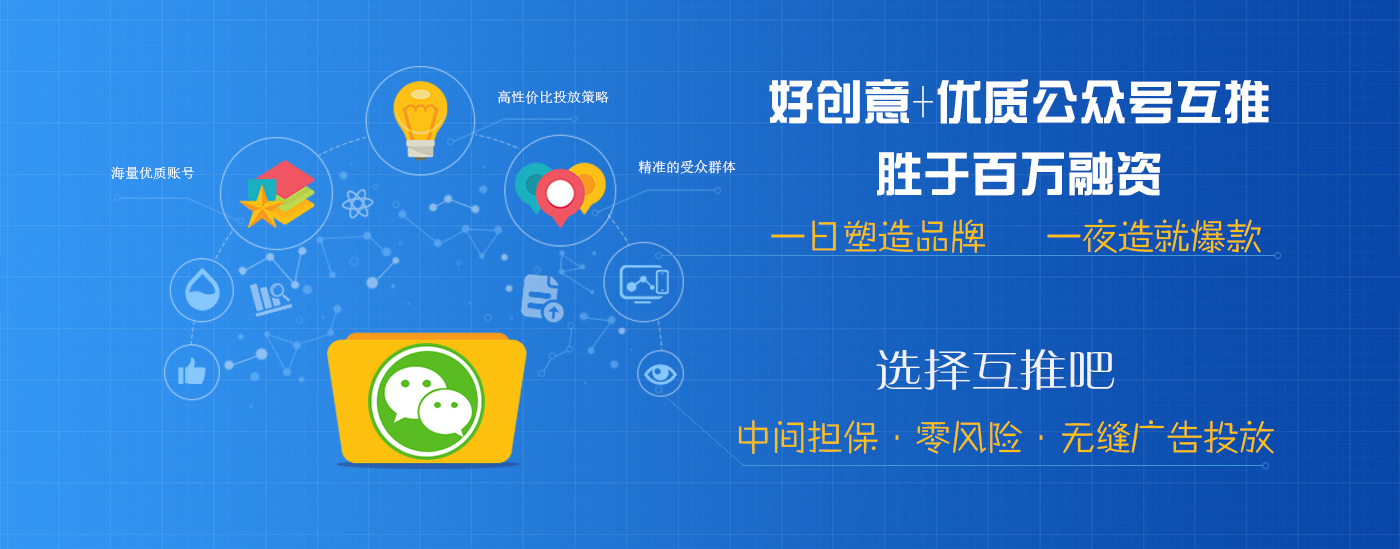 高性价比投放策略
海量优质账号
精准的受众群体
好创意+优质公众号互推
胜于百万融资
一日塑造品牌 一夜造就爆款
选择互推吧
中间担保·零风险·无缝广告投放